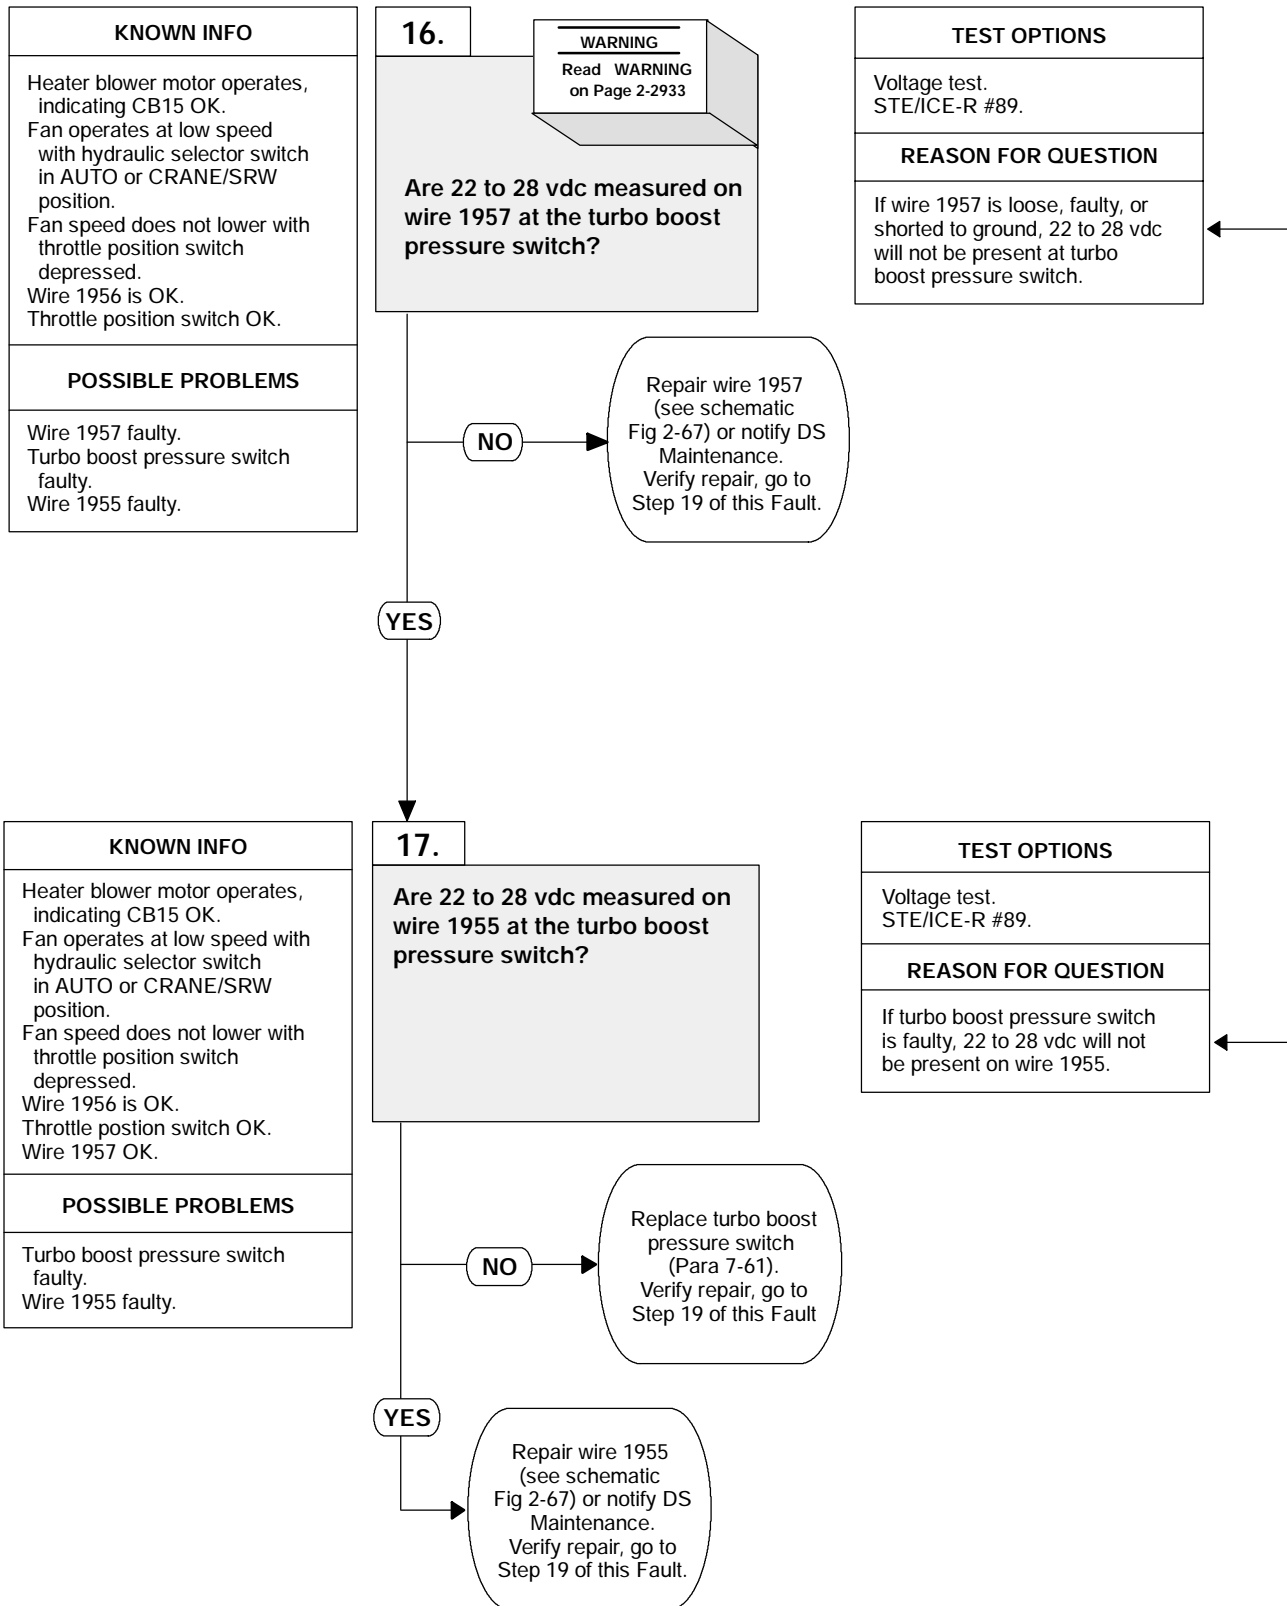 KNOWN INFO
Heater blower motor operates,
indicating CB15 OK.
Fan operates at low speed
with hydraulic selector switch
in AUTO or CRANE/SRW
position.
Fan speed does not lower with
throttle position switch
depressed.
Wire 1956 is OK.
Throttle position switch OK.
POSSIBLE PROBLEMS
Wire 1957 faulty.
Turbo boost pressure switch
faulty.
Wire 1955 faulty.
16.
WARNING
Read WARNING
on Page 2-2933
Are 22 to 28 vdc measured on
wire 1957 at the turbo boost
pressure switch?
TEST OPTIONS
Voltage test.
STE/ICE-R #89.
REASON FOR QUESTION
If wire 1957 is loose, faulty, or
shorted to ground, 22 to 28 vdc
will not be present at turbo
boost pressure switch.
NO
Repair wire 1957
(see schematic
Fig 2-67) or notify DS
Maintenance.
Verify repair, go to
Step 19 of this Fault.
YES
KNOWN INFO
Heater blower motor operates,
indicating CB15 OK.
Fan operates at low speed with
hydraulic selector switch
in AUTO or CRANE/SRW
position.
Fan speed does not lower with
throttle position switch
depressed.
Wire 1956 is OK.
Throttle postion switch OK.
Wire 1957 OK.
POSSIBLE PROBLEMS
Turbo boost pressure switch
faulty.
Wire 1955 faulty.
17.
Are 22 to 28 vdc measured on
wire 1955 at the turbo boost
pressure switch?
TEST OPTIONS
Voltage test.
STE/ICE-R #89.
REASON FOR QUESTION
If turbo boost pressure switch
is faulty, 22 to 28 vdc will not
be present on wire 1955.
NO
Replace turbo boost
pressure switch
(Para 7-61).
Verify repair, go to
Step 19 of this Fault
YES
Repair wire 1955
(see schematic
Fig 2-67) or notify DS
Maintenance.
Verify repair, go to
Step 19 of this Fault.